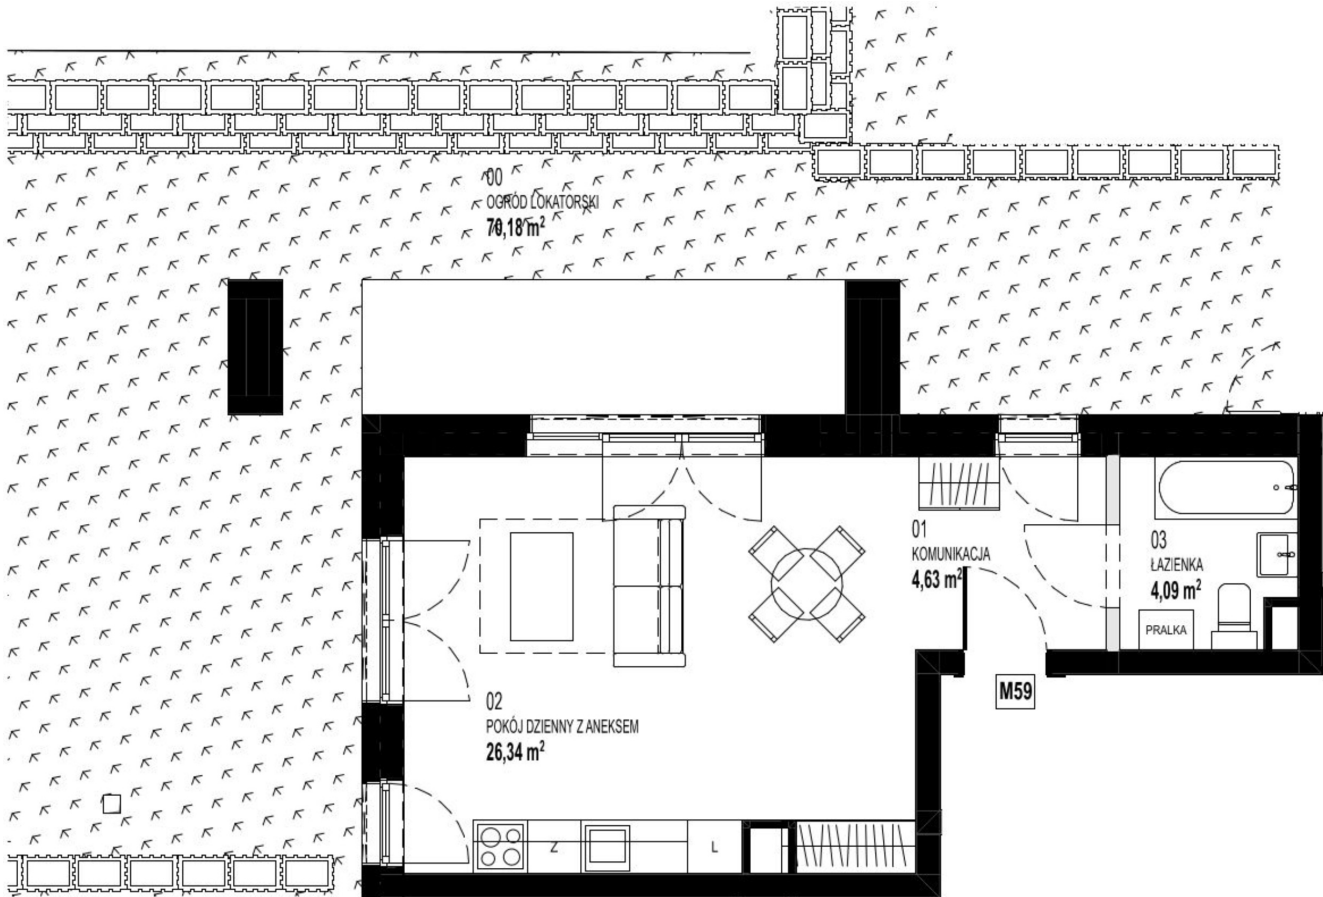 00
OGRÓD LOKATORSKI
70,18 m²
01
KOMUNIKACJA
4,63 m²
03
ŁAZIENKA
4,09 m²
PRALKA
M59
02
POKÓJ DZIENNY Z ANEKSEM
26,34 m²
Z
L